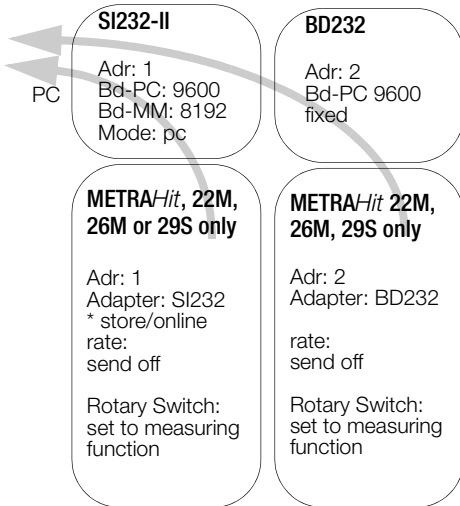 PC
SI232-II
Adr: 1
Bd-PC: 9600
Bd-MM: 8192
Mode: pc
BD232
Adr: 2
Bd-PC 9600
fixed
METRAHit, 22M,
26M or 29S only
Adr: 1
Adapter: SI232
* store/online
rate:
send off
Rotary Switch:
set to measuring
function
METRAHit 22M,
26M, 29S only
Adr: 2
Adapter: BD232
rate:
send off
Rotary Switch:
set to measuring
function